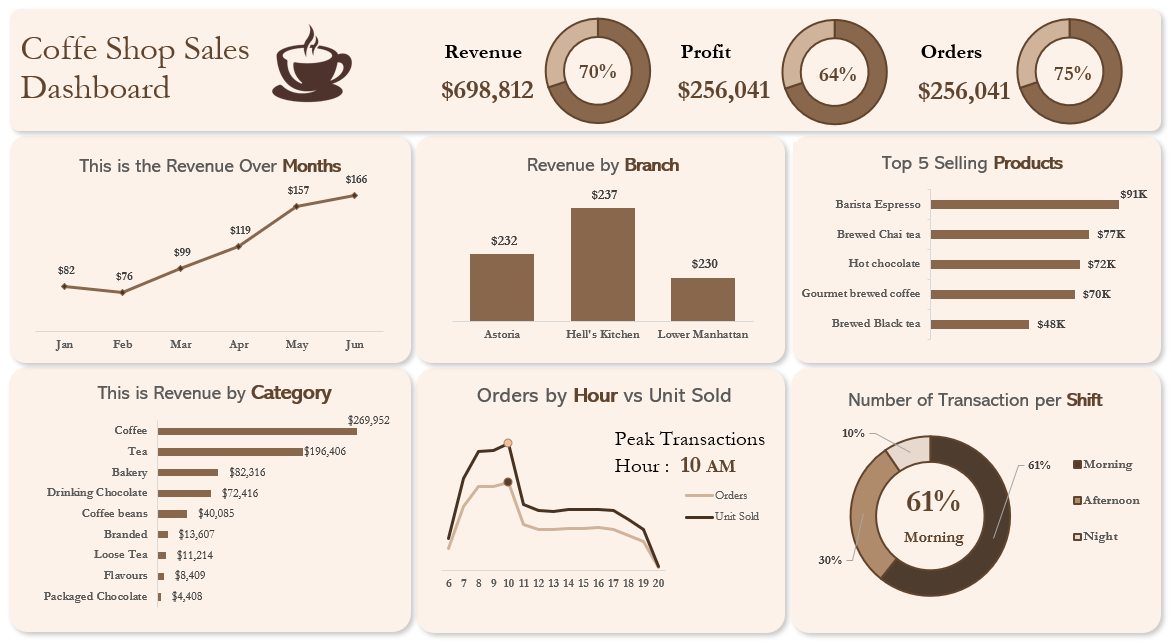 Coffe Shop Sales
Dashboard
Revenue
$698,812
70%
Profit
$256,041
64%
Orders
$256,041
75%
This is the Revenue Over Months
$82
$76
$99
$119
$157
$166
Jan Feb Mar Apr May Jun
Revenue by Branch
$232
$237
$230
Astoria Hell's Kitchen Lower Manhattan
Top 5 Selling Products
Barista Espresso $91K
Brewed Chai tea $77K
Hot chocolate $72K
Gourmet brewed coffee $70K
Brewed Black tea $48K
This is Revenue by Category
Coffee $269,952
Tea $196,406
Bakery $82,316
Drinking Chocolate $72,416
Coffee beans $40,085
Branded $13,607
Loose Tea $11,214
Flavours $8,409
Packaged Chocolate $4,408
Orders by Hour vs Unit Sold
Peak Transactions
Hour : 10 AM
Orders
Unit Sold
6 7 8 9 10 11 12 13 14 15 16 17 18 19 20
Number of Transaction per Shift
10%
61%
30%
61%
Morning
Morning
Afternoon
Night